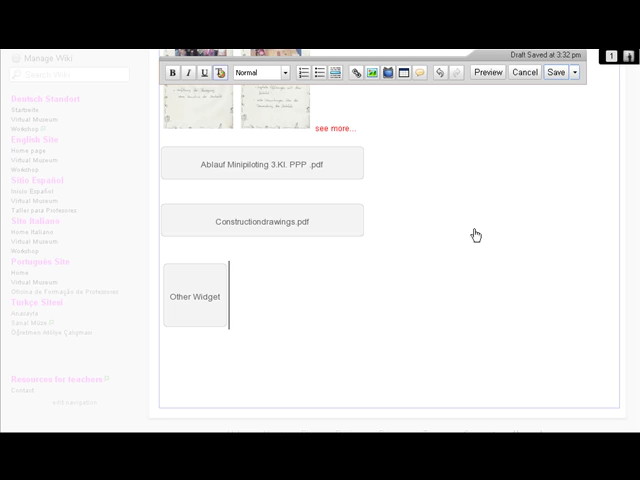 Manage Wiki
Draft Saved at 3:32 pm
1
Search Wiki
B I U
Normal
Preview
Cancel
Save
Deutsch Standort
Startseite
Virtual Museum
Workshop
see more...
English Site
Home page
Virtual Museum
Workshop
Ablauf Minipiloting 3.Kl. PPP .pdf
Sitio Español
Inicio Español
Virtual Museum
Taller para Profesores
Constructiondrawings.pdf
Sito Italiano
Home Italiano
Virtual Museum
Workshop
Português Site
Home
Virtual Museum
Oficina de Formação de Professores
Other Widget
Türkçe Sitesi
Anasayfa
Sanal Müze
Öğretmen Atölye Çalışması
Resources for teachers
Contact
edit navigation